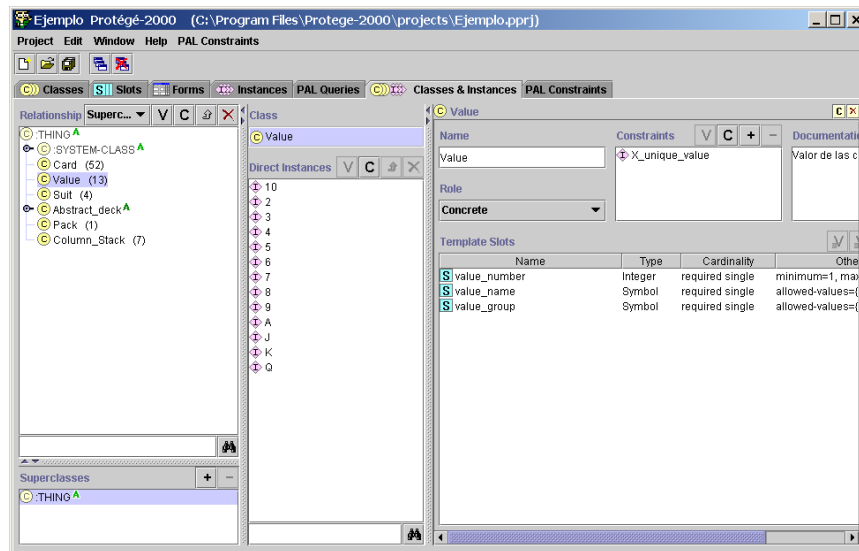 Ejemplo Protégé-2000 (C:\Program Files\Protege-2000\projects\Ejemplo.pprj)
Project Edit Window Help PAL Constraints
Classes Slots Forms Instances PAL Queries Classes & Instances PAL Constraints
Relationship Superc... V C
:THING A
:SYSTEM-CLASS A
Card (52)
Value (13)
Suit (4)
Abstract_deck A
Pack (1)
Column_Stack (7)
Superclasses + -
:THING A
Class
Value
Direct Instances V C
10
2
3
4
5
6
7
8
9
A
J
K
Q
Value C
Name Constraints V C + - Documentati
Value X_unique_value Valor de las c
Role
Concrete
Template Slots V
Name Type Cardinality Othe
S value_number Integer required single minimum=1, max
S value_name Symbol required single allowed-values={
S value_group Symbol required single allowed-values={